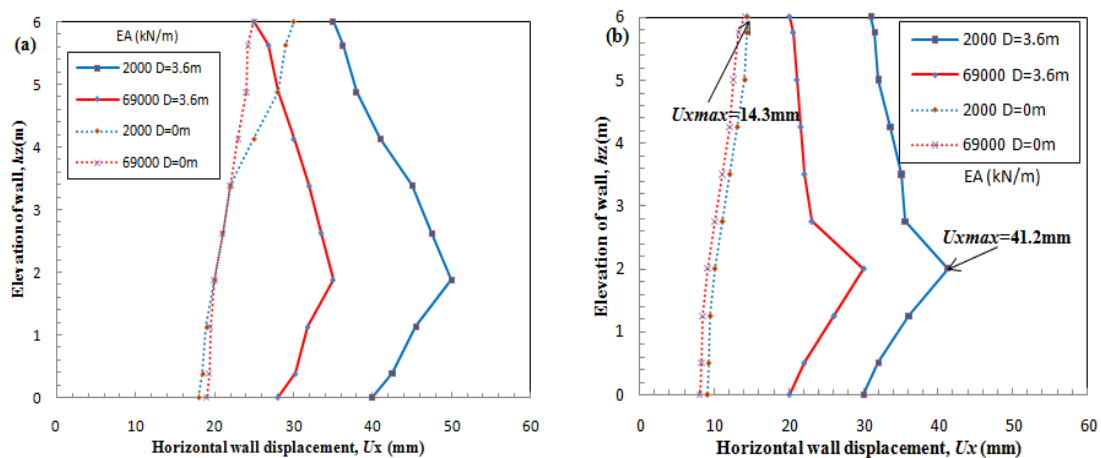 (a)
EA (kN/m)
2000 D=3.6m
69000 D=3.6m
2000 D=0m
69000 D=0m
Elevation of wall, hz(m)
6
5
4
3
2
1
0
0 10 20 30 40 50 60
Horizontal wall displacement, Ux (mm)
(b)
2000 D=3.6m
69000 D=3.6m
2000 D=0m
69000 D=0m
EA (kN/m)
Uxmax=14.3mm
Uxmax=41.2mm
Elevation of wall, hz(m)
6
5
4
3
2
1
0
0 10 20 30 40 50 60
Horizontal wall displacement, Ux (mm)